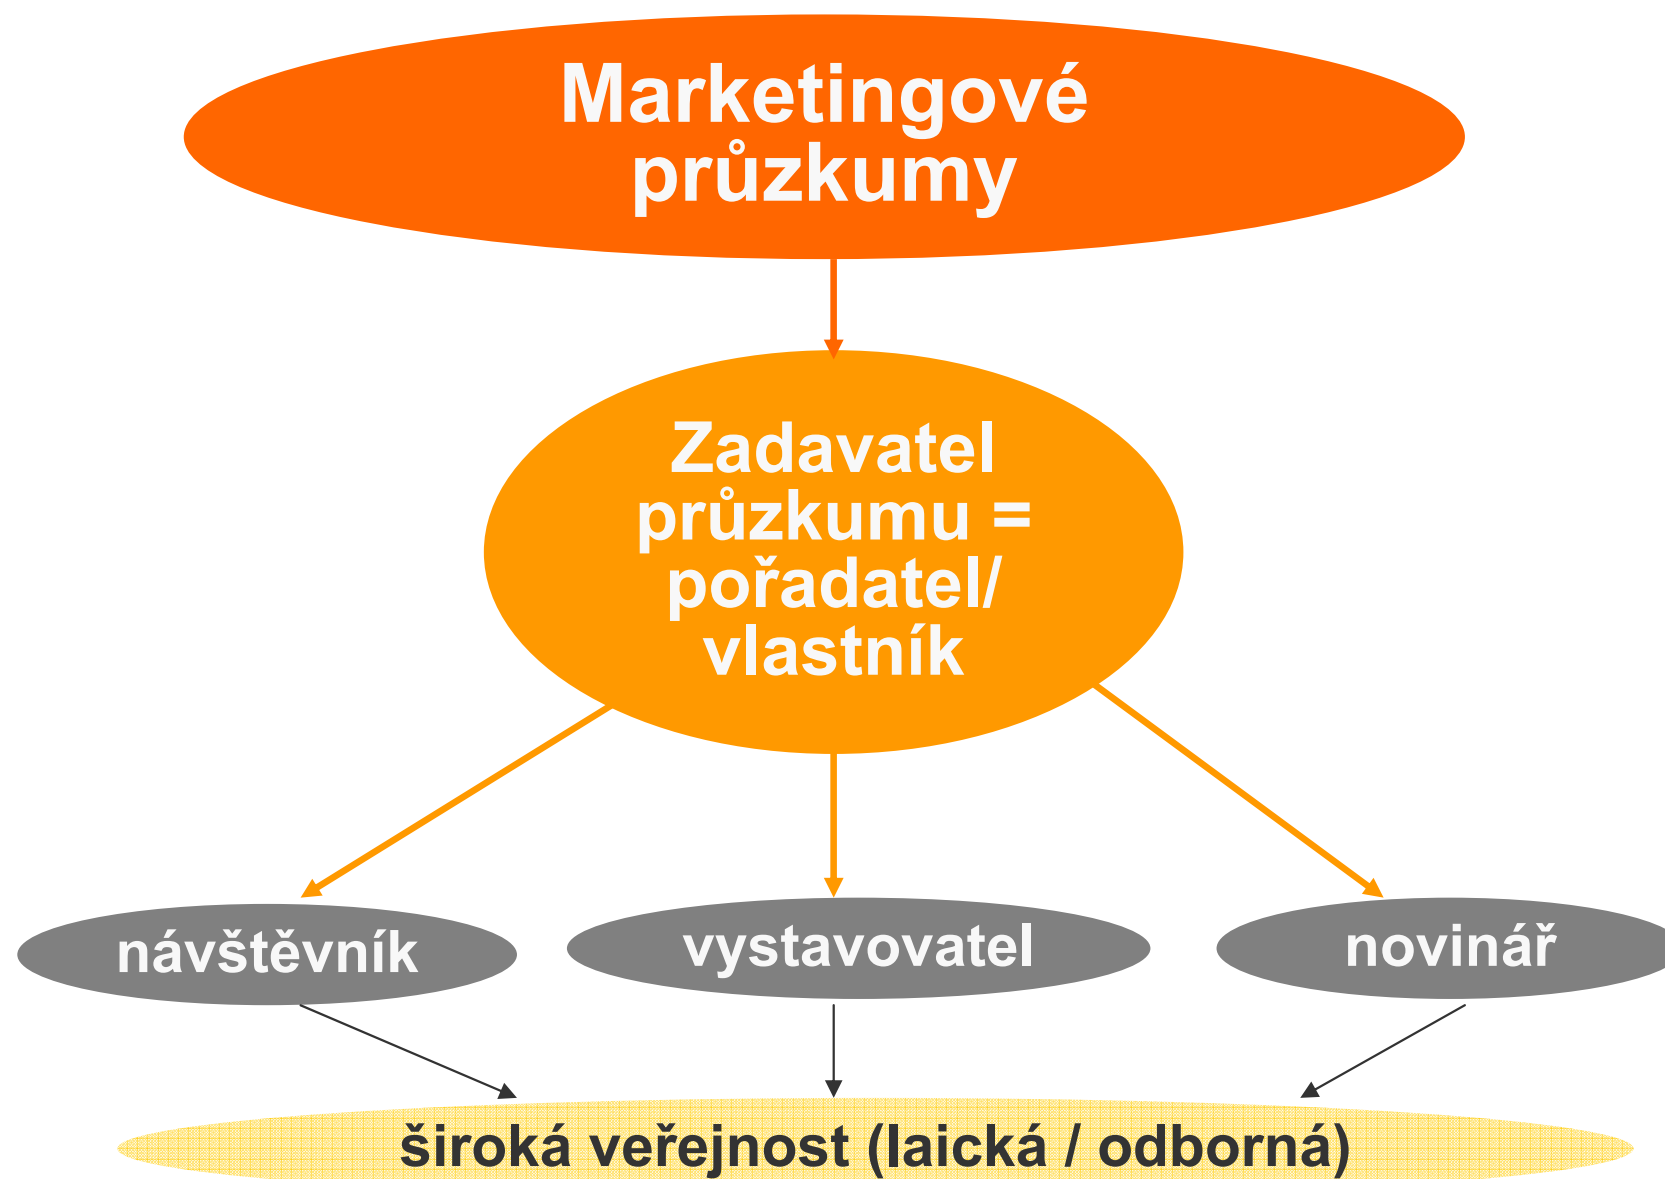 Marketingové
průzkumy
Zadavatel
průzkumu =
pořadatel/
vlastník
návštěvník
vystavovatel
novinář
široká veřejnost (laická / odborná)